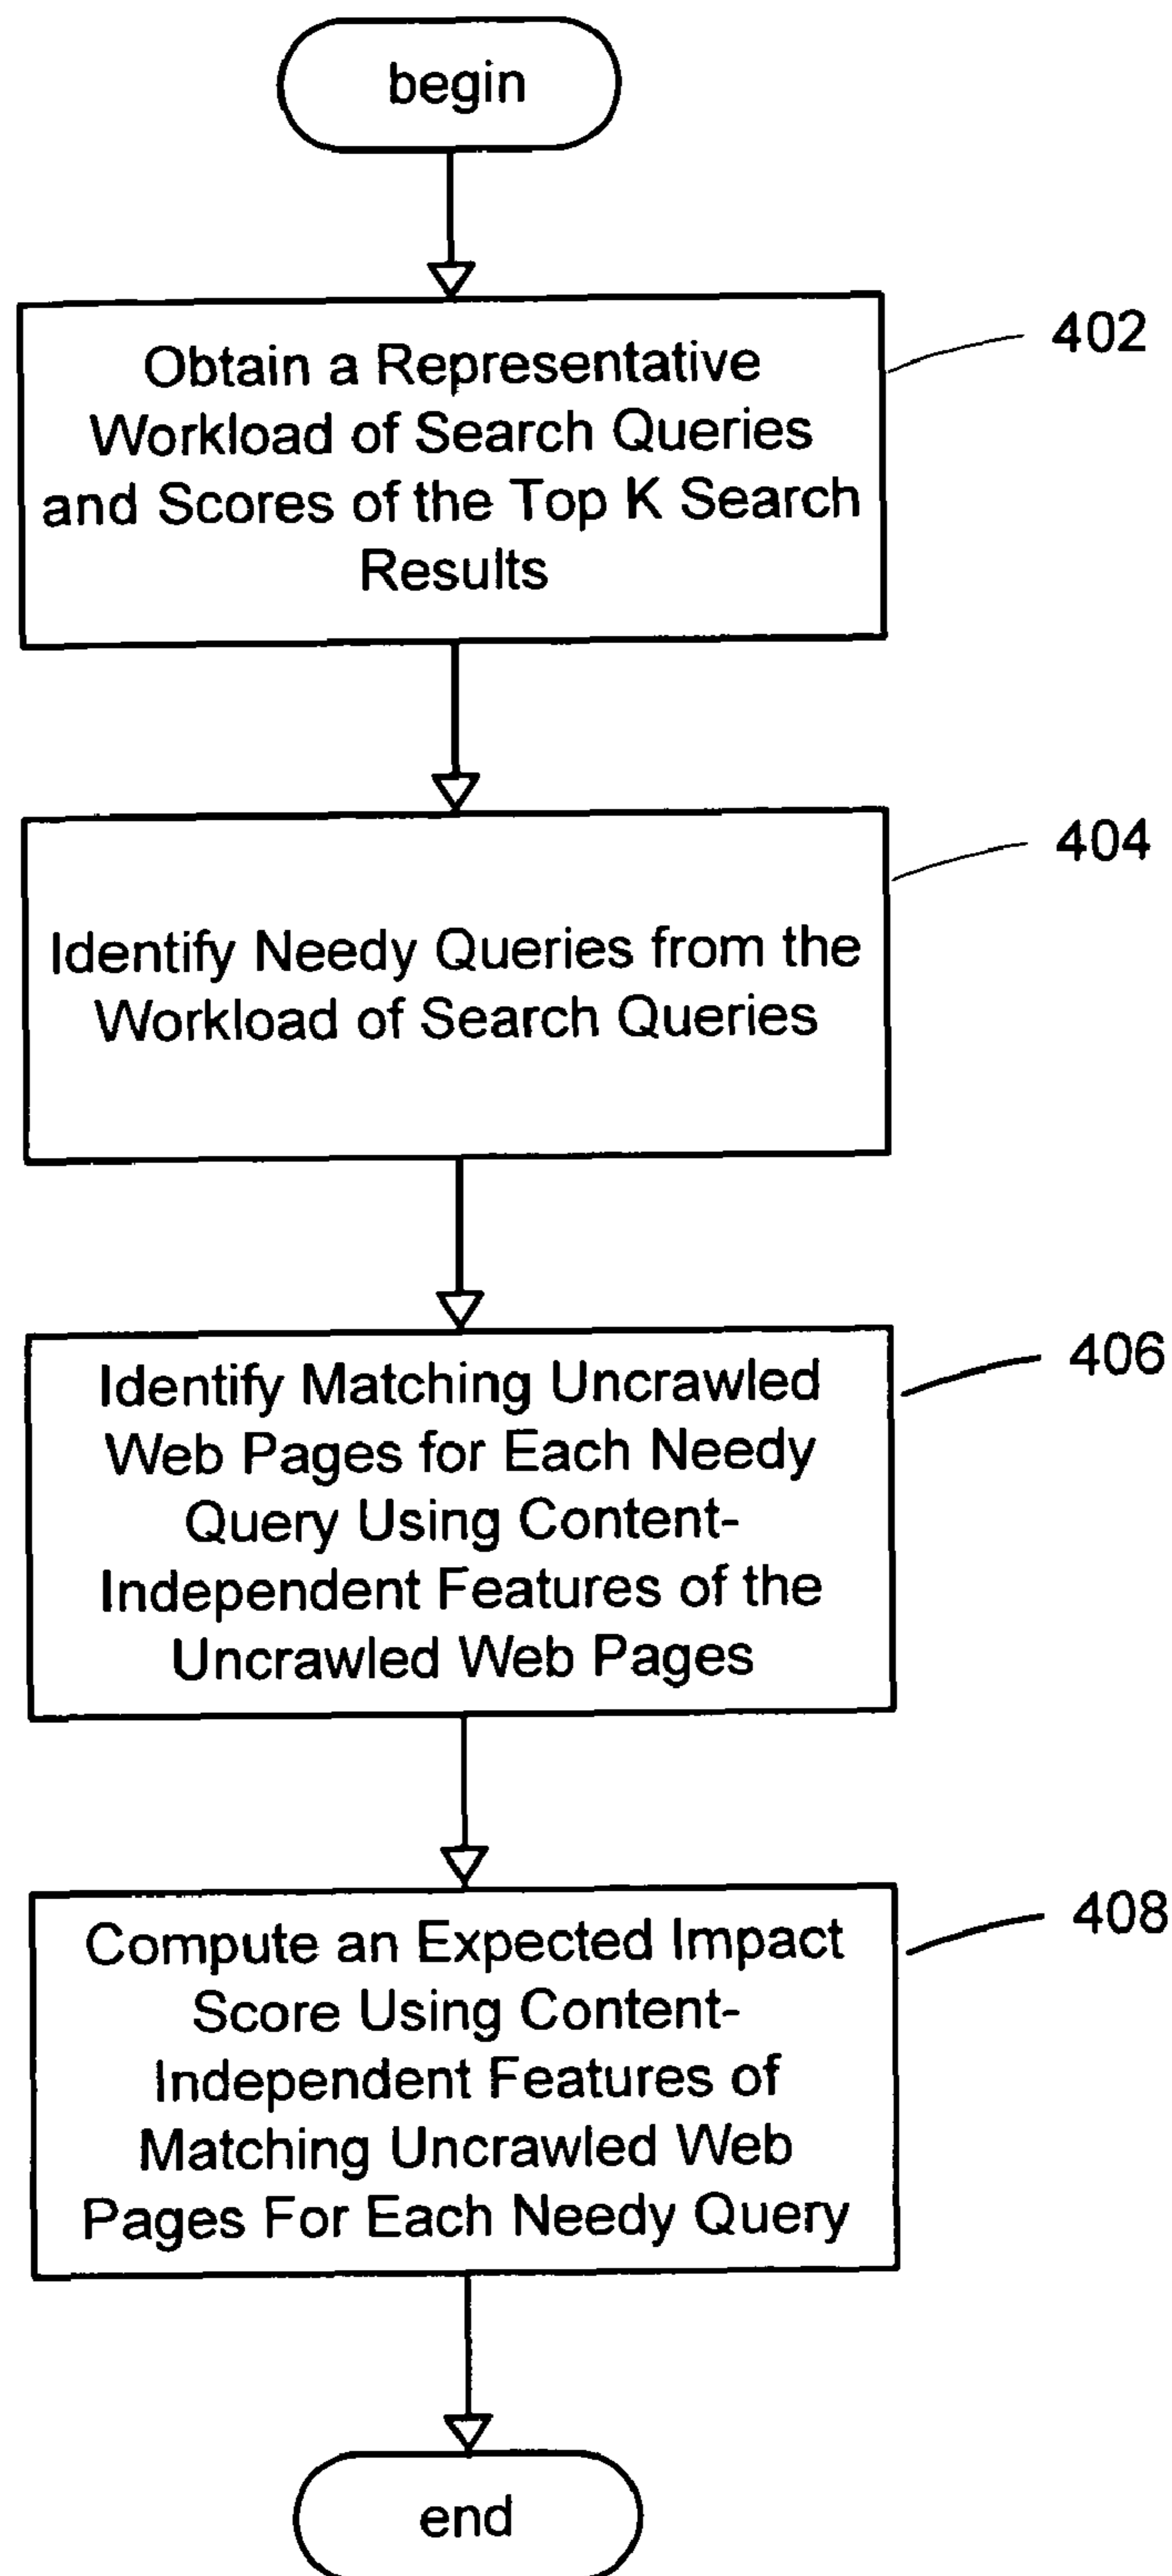 begin
Obtain a Representative
Workload of Search Queries
and Scores of the Top K Search
Results
402
Identify Needy Queries from the
Workload of Search Queries
404
Identify Matching Uncrawled
Web Pages for Each Needy
Query Using Content-
Independent Features of the
Uncrawled Web Pages
406
Compute an Expected Impact
Score Using Content-
Independent Features of
Matching Uncrawled Web
Pages For Each Needy Query
408
end